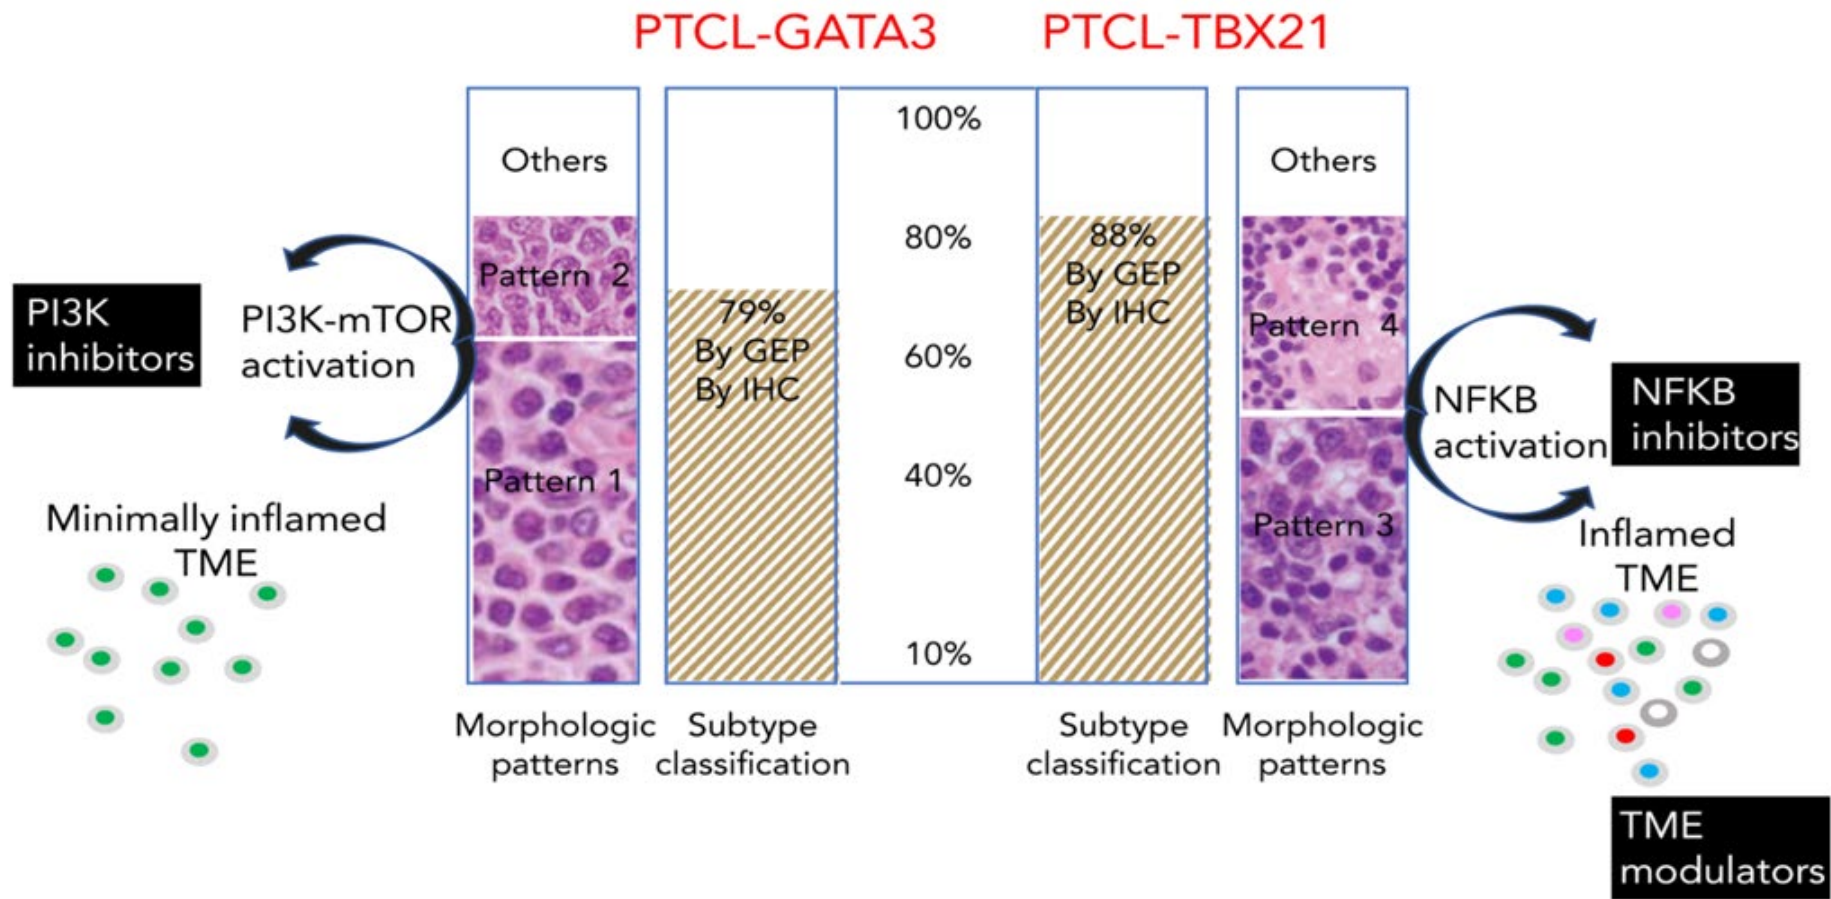 PTCL-GATA3
PTCL-TBX21
PI3K
inhibitors
PI3K-mTOR
activation
Minimally inflamed
TME
Others
Pattern 2
Pattern 1
Morphologic
patterns
79%
By GEP
By IHC
Subtype
classification
100%
80%
60%
40%
10%
88%
By GEP
By IHC
Subtype
classification
Others
Pattern 4
Pattern 3
Morphologic
patterns
NFKB
activation
NFKB
inhibitors
Inflamed
TME
TME
modulators